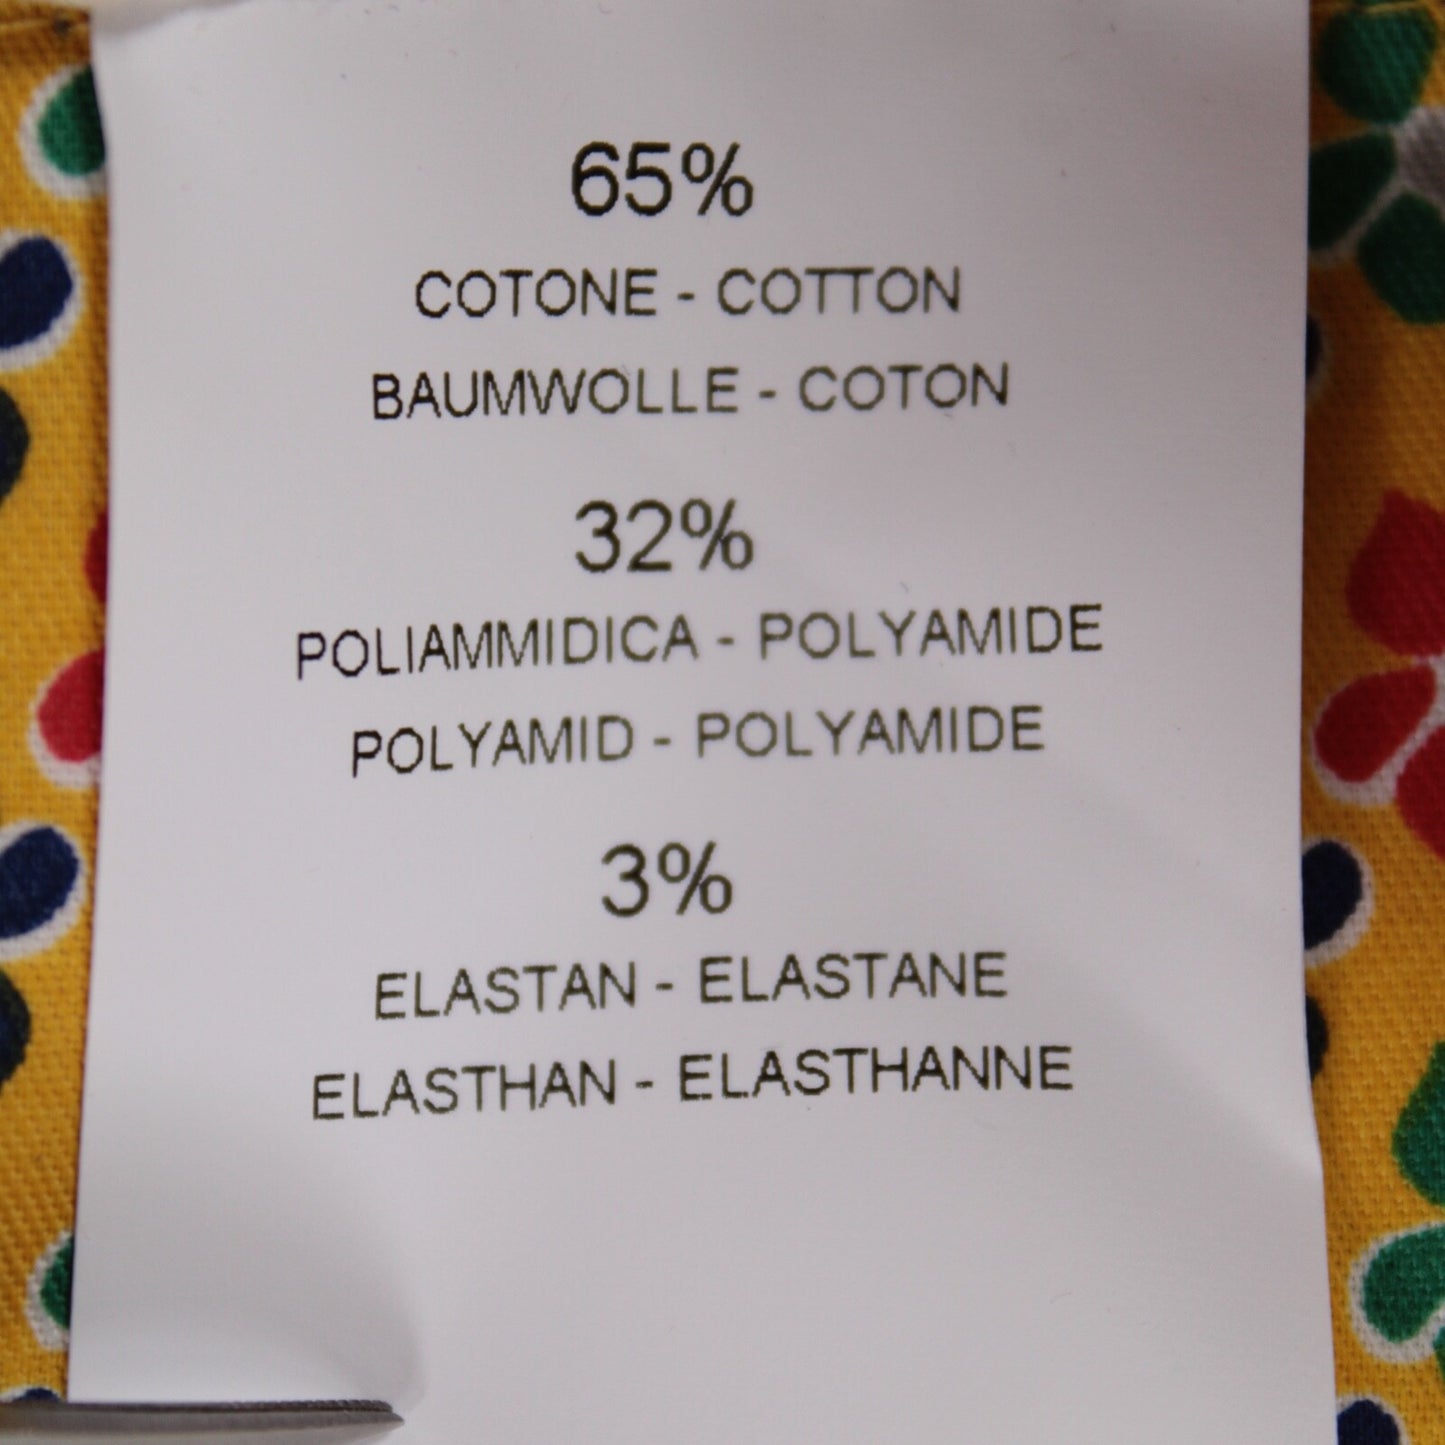 65%
COTONE - COTTON
BAUMWOLLE - COTON
32%
POLIAMMIDICA - POLYAMIDE
POLYAMID - POLYAMIDE
3%
ELASTAN - ELASTANE
ELASTHAN - ELASTHANNE